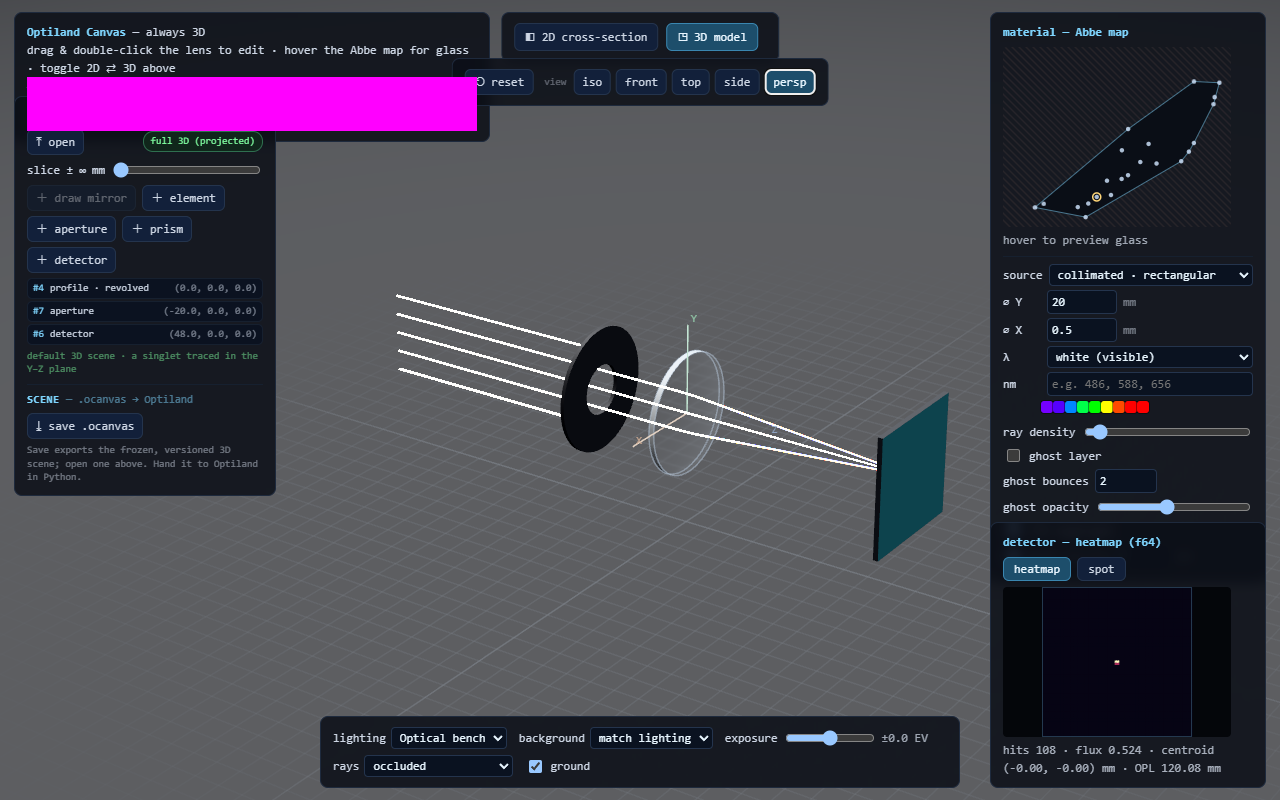 Optiland Canvas — always 3D
drag & double-click the lens to edit · hover the Abbe map for glass
· toggle 2D ⇄ 3D above
◧ 2D cross-section
◳ 3D model
reset
view
iso
front
top
side
persp
⤒ open
full 3D (projected)
slice ± ∞ mm
+ draw mirror
+ element
+ aperture
+ prism
+ detector
#4 profile · revolved (0.0, 0.0, 0.0)
#7 aperture (-20.0, 0.0, 0.0)
#6 detector (48.0, 0.0, 0.0)
default 3D scene · a singlet traced in the
Y–Z plane
SCENE — .ocanvas → Optiland
⤓ save .ocanvas
Save exports the frozen, versioned 3D
scene; open one above. Hand it to Optiland
in Python.
Y
X
Z
material — Abbe map
hover to preview glass
source collimated · rectangular
⌀ Y 20 mm
⌀ X 0.5 mm
λ white (visible)
nm e.g. 486, 588, 656
ray density
ghost layer
ghost bounces 2
ghost opacity
detector — heatmap (f64)
heatmap
spot
hits 108 · flux 0.524 · centroid
(-0.00, -0.00) mm · OPL 120.08 mm
lighting Optical bench background match lighting exposure ±0.0 EV
rays occluded ground